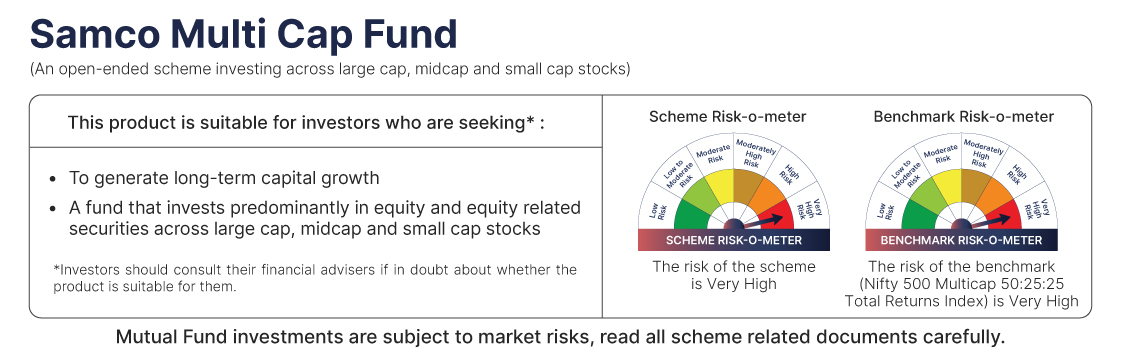 Samco Multi Cap Fund
(An open-ended scheme investing across large cap, midcap and small cap stocks)
This product is suitable for investors who are seeking* :
• To generate long-term capital growth
• A fund that invests predominantly in equity and equity related
securities across large cap, midcap and small cap stocks
*Investors should consult their financial advisers if in doubt about whether the
product is suitable for them.
Scheme Risk-o-meter
Low
Risk
Low to
Moderate
Risk
Moderate
Risk
Moderately
High
Risk
High
Risk
Very
High
Risk
SCHEME RISK-O-METER
The risk of the scheme
is Very High
Benchmark Risk-o-meter
Low
Risk
Low to
Moderate
Risk
Moderate
Risk
Moderately
High
Risk
High
Risk
Very
High
Risk
BENCHMARK RISK-O-METER
The risk of the benchmark
(Nifty 500 Multicap 50:25:25
Total Returns Index) is Very High
Mutual Fund investments are subject to market risks, read all scheme related documents carefully.